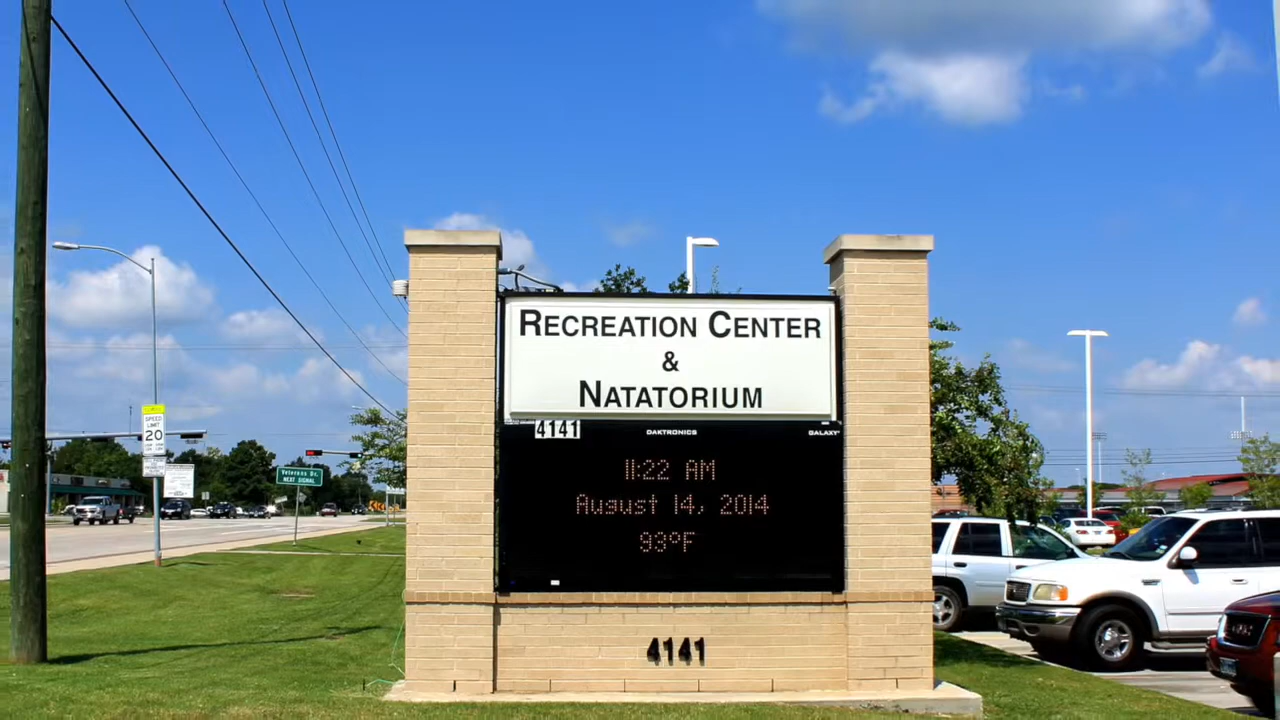 RECREATION CENTER
&
NATATORIUM
4141
DAKTRONICS
GALAXY
11:22 AM
August 14, 2014
93°F
4141
SPEED
LIMIT
20
Veterans Dr.
NEXT SIGNAL
GMC